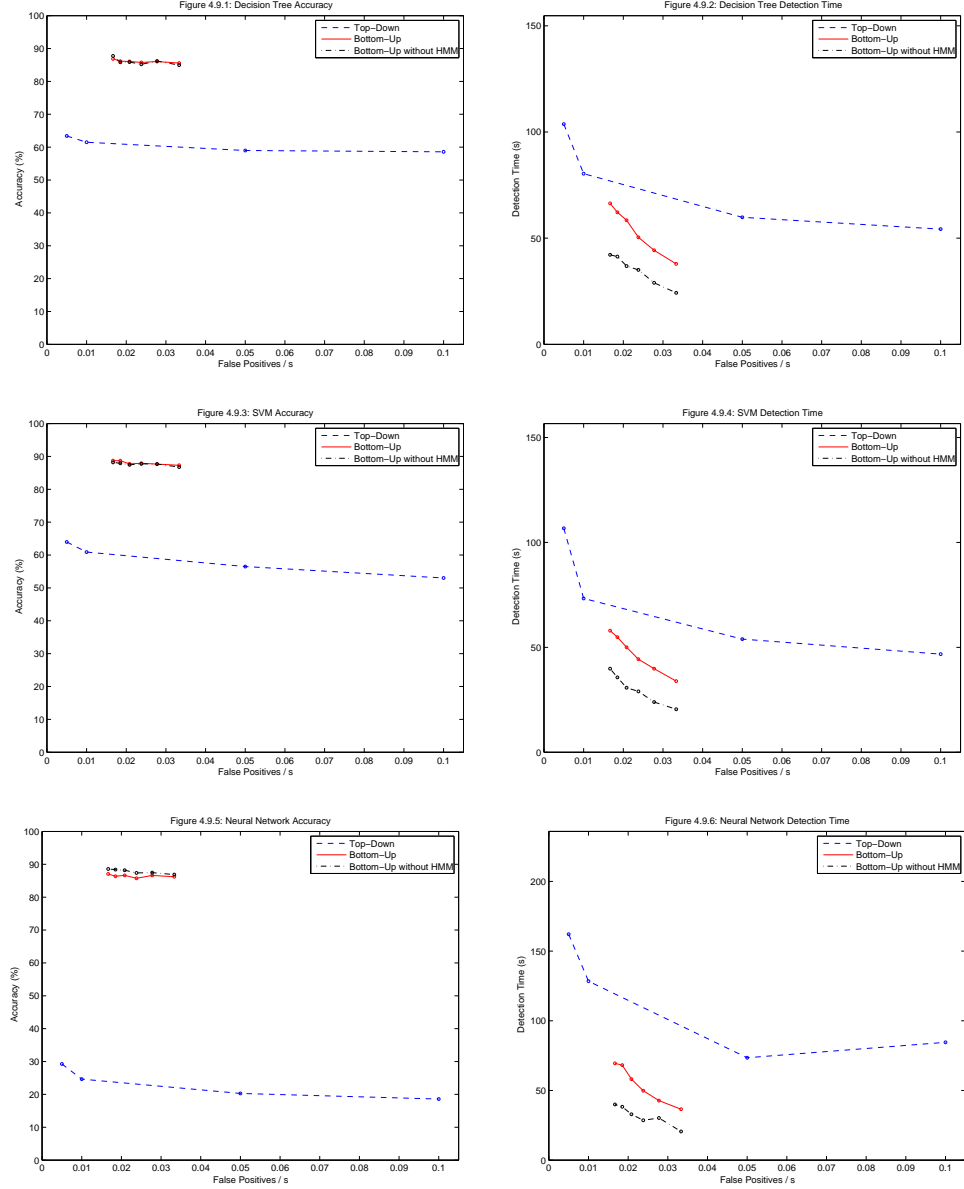 Figure 4.9.1: Decision Tree Accuracy
Top−Down
Bottom−Up
Bottom−Up without HMM
100
90
80
70
60
50
40
30
20
10
0
Accuracy (%)
0 0.01 0.02 0.03 0.04 0.05 0.06 0.07 0.08 0.09 0.1
False Positives / s
Figure 4.9.2: Decision Tree Detection Time
Top−Down
Bottom−Up
Bottom−Up without HMM
150
100
50
0
Detection Time (s)
0 0.01 0.02 0.03 0.04 0.05 0.06 0.07 0.08 0.09 0.1
False Positives / s
Figure 4.9.3: SVM Accuracy
Top−Down
Bottom−Up
Bottom−Up without HMM
100
90
80
70
60
50
40
30
20
10
0
Accuracy (%)
0 0.01 0.02 0.03 0.04 0.05 0.06 0.07 0.08 0.09 0.1
False Positives / s
Figure 4.9.4: SVM Detection Time
Top−Down
Bottom−Up
Bottom−Up without HMM
150
100
50
0
Detection Time (s)
0 0.01 0.02 0.03 0.04 0.05 0.06 0.07 0.08 0.09 0.1
False Positives / s
Figure 4.9.5: Neural Network Accuracy
Top−Down
Bottom−Up
Bottom−Up without HMM
100
90
80
70
60
50
40
30
20
10
0
Accuracy (%)
0 0.01 0.02 0.03 0.04 0.05 0.06 0.07 0.08 0.09 0.1
False Positives / s
Figure 4.9.6: Neural Network Detection Time
Top−Down
Bottom−Up
Bottom−Up without HMM
200
150
100
50
0
Detection Time (s)
0 0.01 0.02 0.03 0.04 0.05 0.06 0.07 0.08 0.09 0.1
False Positives / s